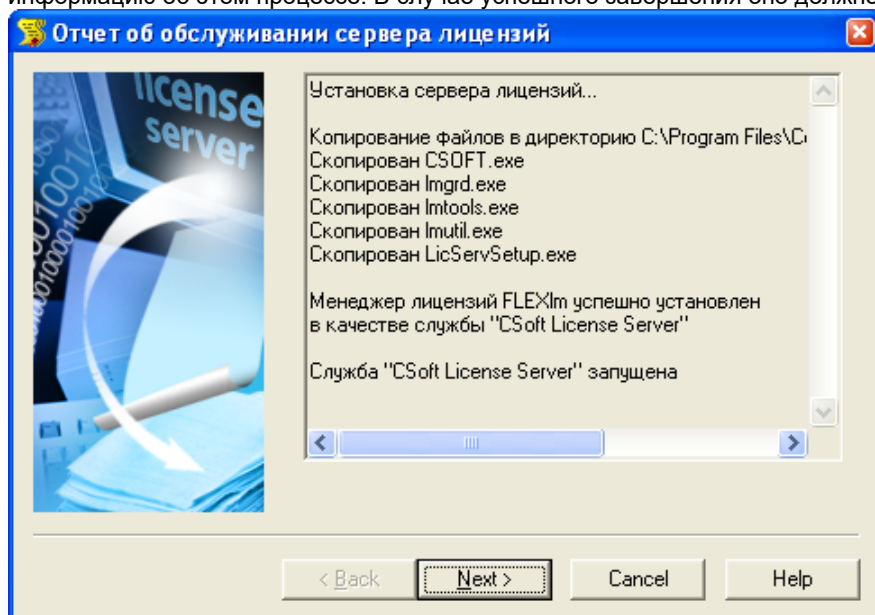 информацию об этом процессе. В случае успешного завершения оно должно
Отчет об обслуживании сервера лицензий
license
server
Установка сервера лицензий...
Копирование файлов в директорию C:\Program Files\C
Скопирован CSOFT.exe
Скопирован lmgrd.exe
Скопирован lmtools.exe
Скопирован lmutil.exe
Скопирован LicServSetup.exe
Менеджер лицензий FLEXlm успешно установлен
в качестве службы "CSoft License Server"
Служба "CSoft License Server" запущена
< Back
Next >
Cancel
Help